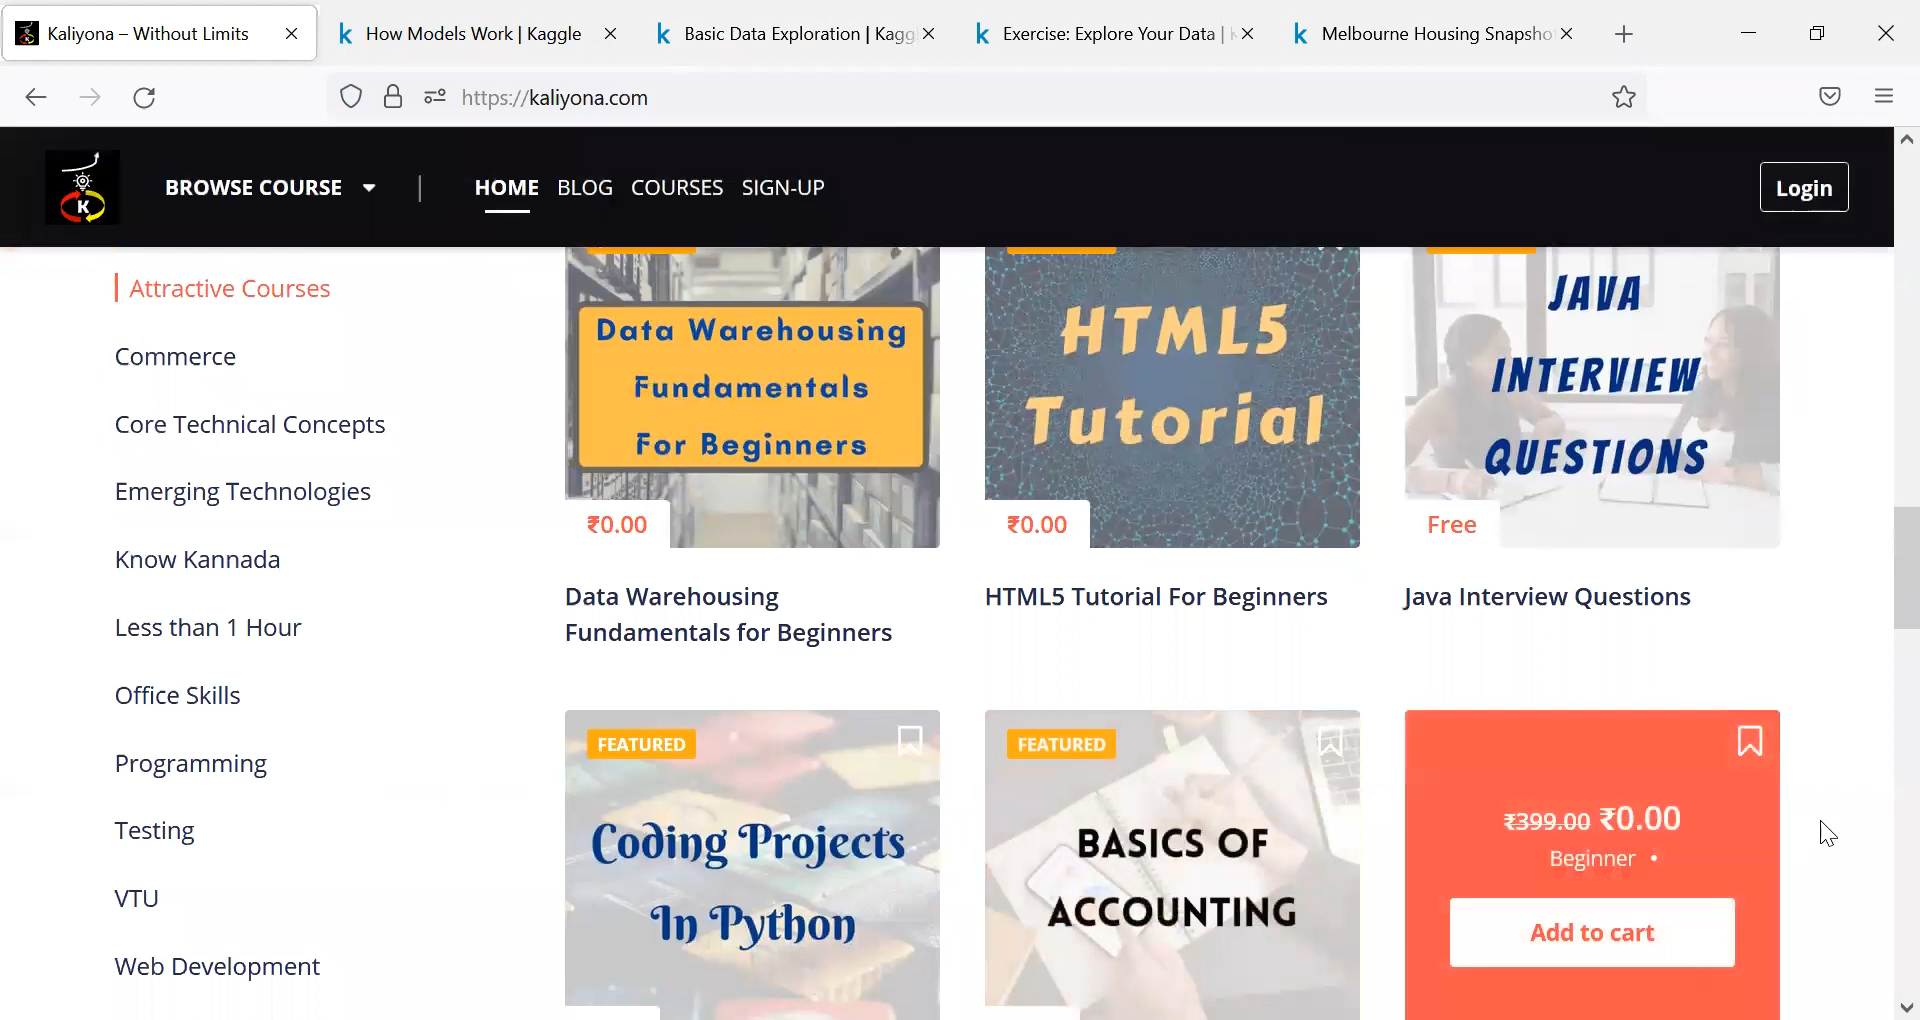 Kaliyona – Without Limits
How Models Work | Kaggle
Basic Data Exploration | Kagg
Exercise: Explore Your Data |
Melbourne Housing Snapsho
https://kaliyona.com
K
BROWSE COURSE
HOME
BLOG
COURSES
SIGN-UP
Login
Attractive Courses
Commerce
Core Technical Concepts
Emerging Technologies
Know Kannada
Less than 1 Hour
Office Skills
Programming
Testing
VTU
Web Development
Data Warehousing
Fundamentals
For Beginners
₹0.00
Data Warehousing
Fundamentals for Beginners
HTML5
Tutorial
₹0.00
HTML5 Tutorial For Beginners
JAVA
INTERVIEW
QUESTIONS
Free
Java Interview Questions
FEATURED
Coding Projects
In Python
FEATURED
BASICS OF
ACCOUNTING
₹399.00 ₹0.00
Beginner •
Add to cart